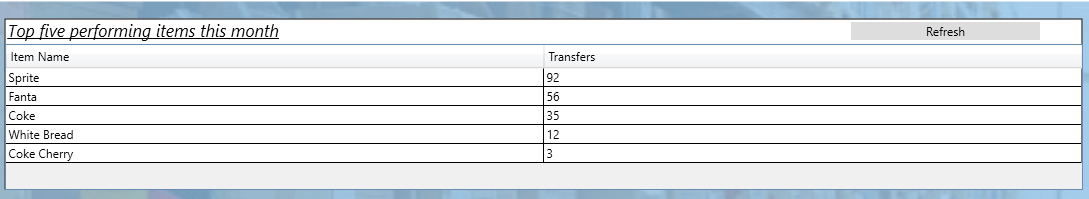 Top five performing items this month Refresh
Item Name Transfers
Sprite 92
Fanta 56
Coke 35
White Bread 12
Coke Cherry 3